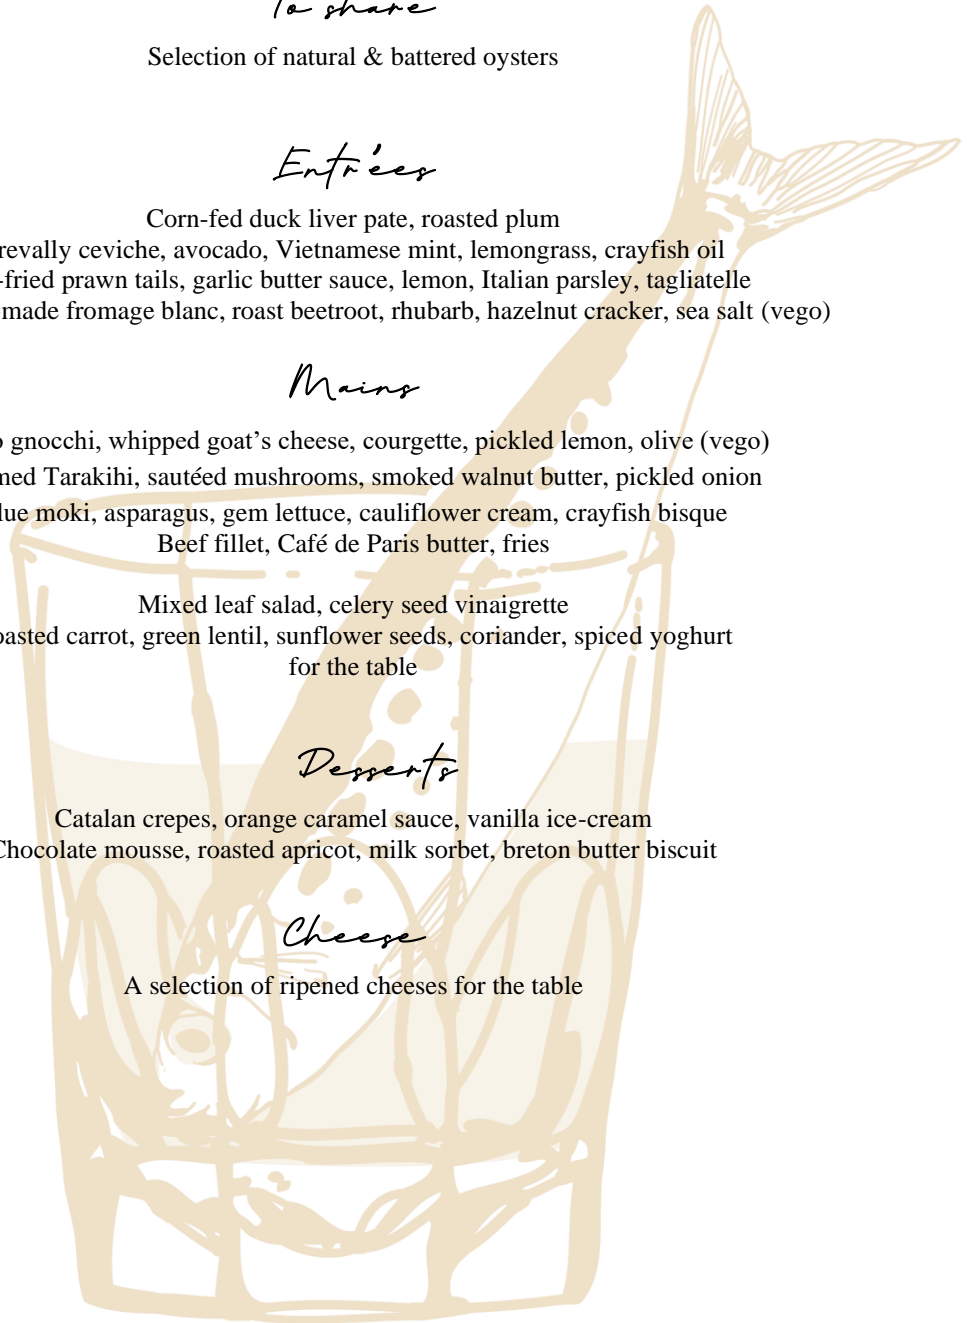 To share
Selection of natural & battered oysters
Entrées
Corn-fed duck liver pate, roasted plum
revally ceviche, avocado, Vietnamese mint, lemongrass, crayfish oil
-fried prawn tails, garlic butter sauce, lemon, Italian parsley, tagliatelle
made fromage blanc, roast beetroot, rhubarb, hazelnut cracker, sea salt (vego)
Mains
o gnocchi, whipped goat’s cheese, courgette, pickled lemon, olive (vego)
med Tarakihi, sautéed mushrooms, smoked walnut butter, pickled onion
lue moki, asparagus, gem lettuce, cauliflower cream, crayfish bisque
Beef fillet, Café de Paris butter, fries
Mixed leaf salad, celery seed vinaigrette
oasted carrot, green lentil, sunflower seeds, coriander, spiced yoghurt
for the table
Desserts
Catalan crepes, orange caramel sauce, vanilla ice-cream
Chocolate mousse, roasted apricot, milk sorbet, breton butter biscuit
Cheese
A selection of ripened cheeses for the table